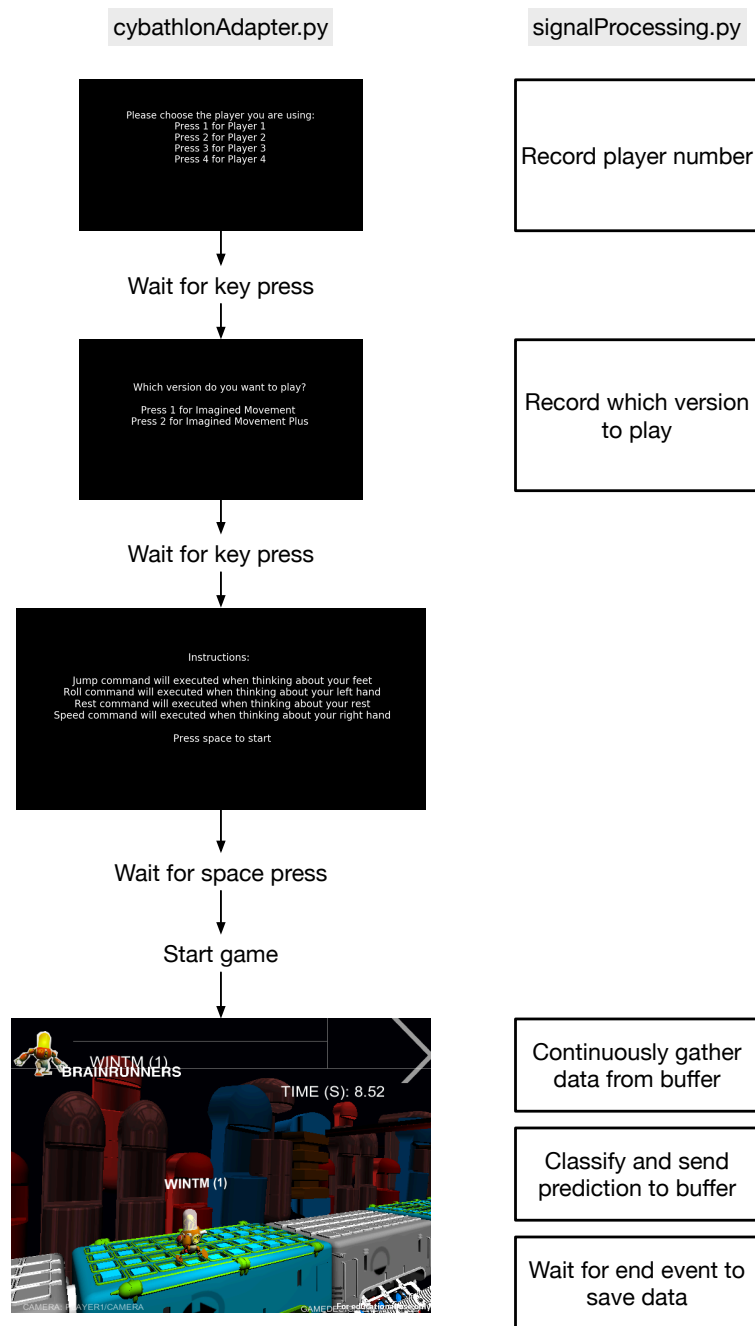 cybathlonAdapter.py
signalProcessing.py
Please choose the player you are using:
Press 1 for Player 1
Press 2 for Player 2
Press 3 for Player 3
Press 4 for Player 4
Record player number
Wait for key press
Which version do you want to play?
Press 1 for Imagined Movement
Press 2 for Imagined Movement Plus
Record which version
to play
Wait for key press
Instructions:
Jump command will executed when thinking about your feet
Roll command will executed when thinking about your left hand
Rest command will executed when thinking about your rest
Speed command will executed when thinking about your right hand
Press space to start
Wait for space press
Start game
WINTM (1)
BRAINRUNNERS
TIME (S): 8.52
WINTM (1)
CAMERA: PLAYER1/CAMERA
For education use only
Continuously gather
data from buffer
Classify and send
prediction to buffer
Wait for end event to
save data